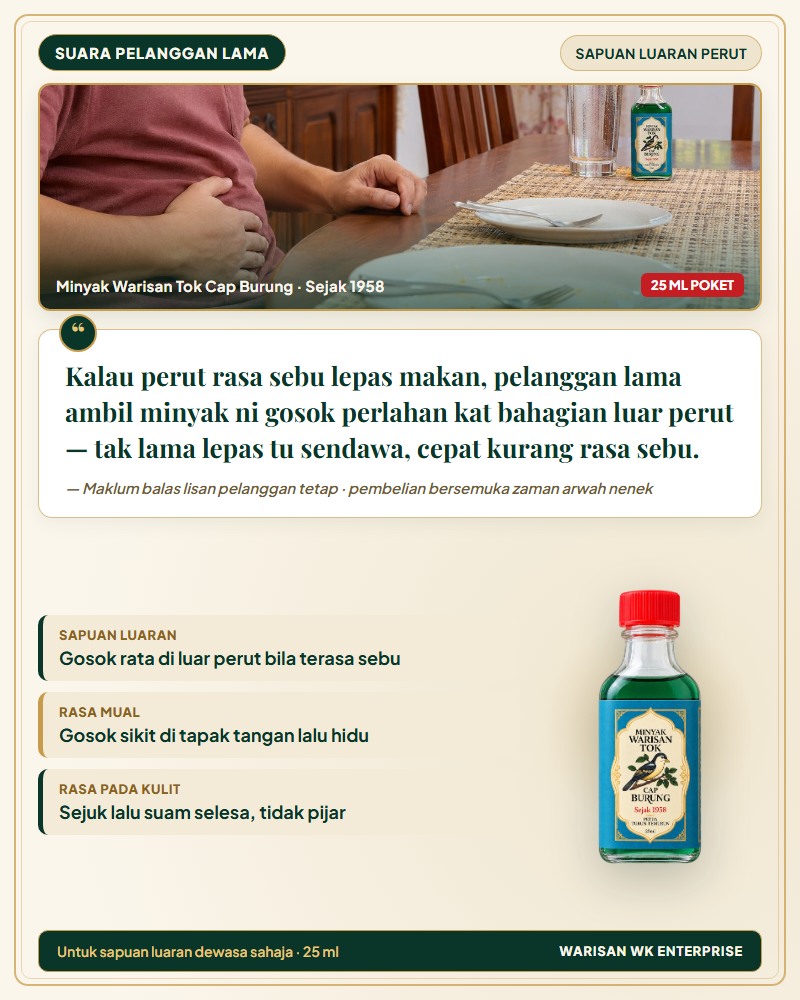 SUARA PELANGGAN LAMA
SAPUAN LUARAN PERUT
MINYAK
WARISAN
TOK
CAP
BURUNG
Minyak Warisan Tok Cap Burung · Sejak 1958
25 ML POKET
“
Kalau perut rasa sebu lepas makan, pelanggan lama
ambil minyak ni gosok perlahan kat bahagian luar perut
— tak lama lepas tu sendawa, cepat kurang rasa sebu.
— Maklum balas lisan pelanggan tetap · pembelian bersemuka zaman arwah nenek
SAPUAN LUARAN
Gosok rata di luar perut bila terasa sebu
RASA MUAL
Gosok sikit di tapak tangan lalu hidu
RASA PADA KULIT
Sejuk lalu suam selesa, tidak pijar
MINYAK
WARISAN
TOK
CAP
BURUNG
Sejak 1958
25ml
Untuk sapuan luaran dewasa sahaja · 25 ml
WARISAN WK ENTERPRISE